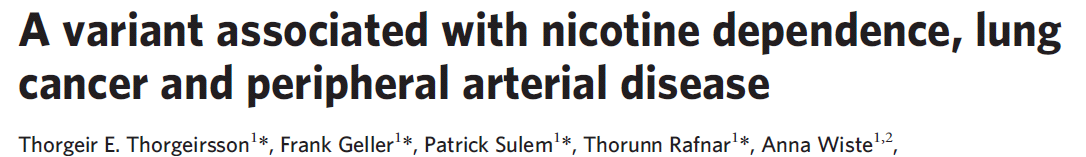 A variant associated with nicotine dependence, lung
cancer and peripheral arterial disease
Thorgeir E. Thorgeirsson¹*, Frank Geller¹*, Patrick Sulem¹*, Thorunn Rafnar¹*, Anna Wiste¹,²,